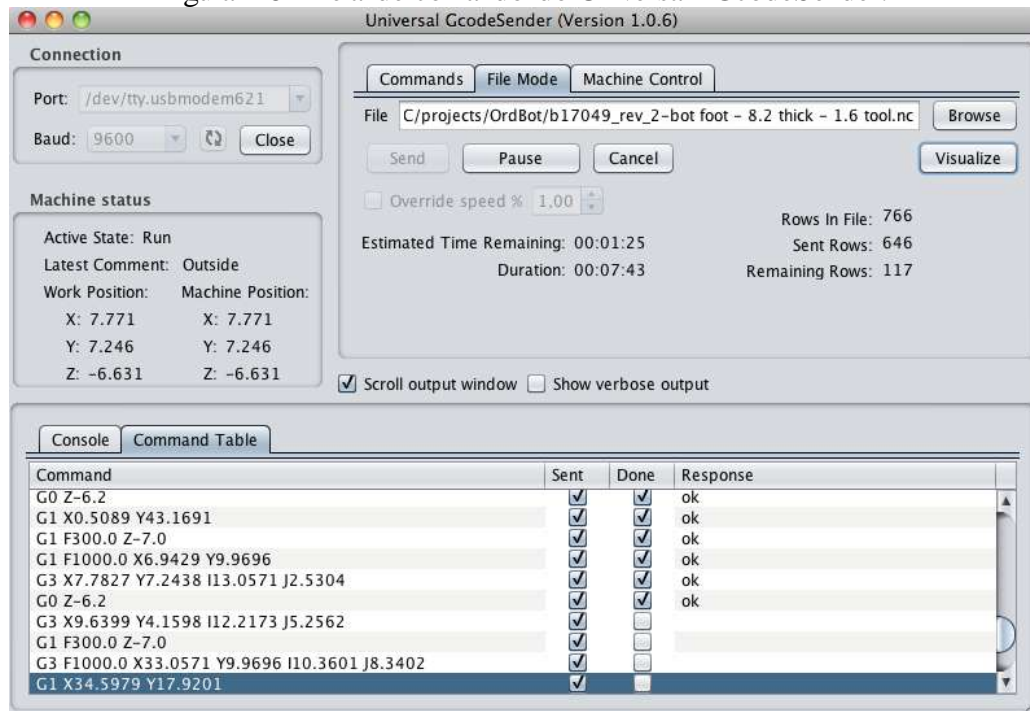 Universal GcodeSender (Version 1.0.6)
Connection
Port: /dev/tty.usbmodem621
Baud: 9600 Close
Machine status
Active State: Run
Latest Comment: Outside
Work Position: Machine Position:
X: 7.771 X: 7.771
Y: 7.246 Y: 7.246
Z: -6.631 Z: -6.631
Commands File Mode Machine Control
File C/projects/OrdBot/b17049_rev_2-bot foot - 8.2 thick - 1.6 tool.nc Browse
Send Pause Cancel Visualize
Override speed % 1,00
Rows In File: 766
Estimated Time Remaining: 00:01:25 Sent Rows: 646
Duration: 00:07:43 Remaining Rows: 117
Scroll output window Show verbose output
Console Command Table
Command Sent Done Response
G0 Z-6.2 ok
G1 X0.5089 Y43.1691 ok
G1 F300.0 Z-7.0 ok
G1 F1000.0 X6.9429 Y9.9696 ok
G3 X7.7827 Y7.2438 I13.0571 J2.5304 ok
G0 Z-6.2 ok
G3 X9.6399 Y4.1598 I12.2173 J5.2562
G1 F300.0 Z-7.0
G3 F1000.0 X33.0571 Y9.9696 I10.3601 J8.3402
G1 X34.5979 Y17.9201